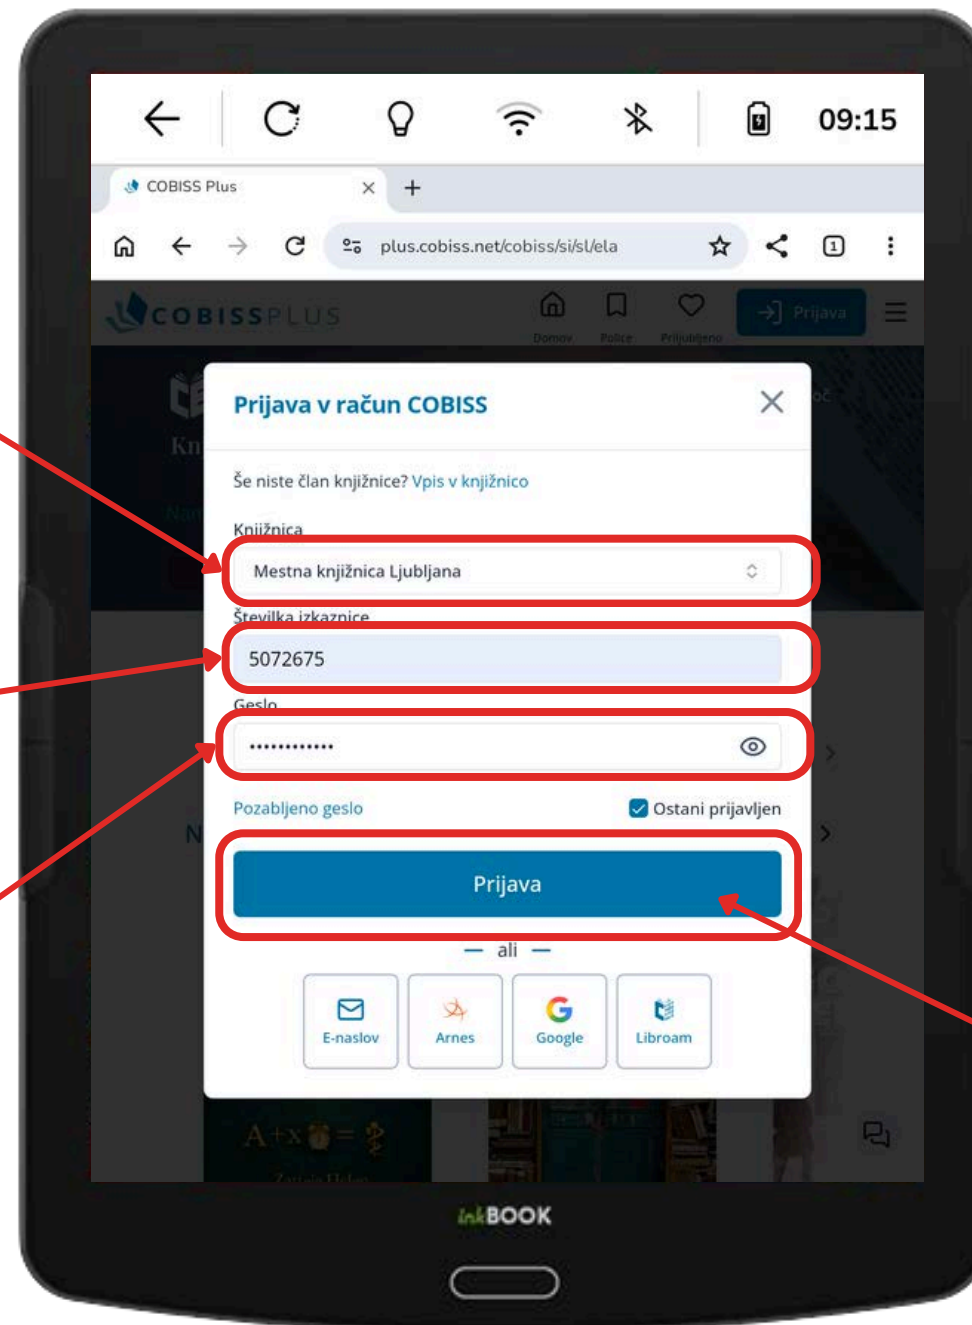 09:15
COBISS Plus
plus.cobiss.net/cobiss/si/sl/ela
1
COBISSPLUS
Domov Police Priljubljeno
Prijava
Prijava v račun COBISS
Še niste član knjižnice? Vpis v knjižnico
Knjižnica
Mestna knjižnica Ljubljana
Številka izkaznice
5072675
Geslo
••••••••••••
Pozabljeno geslo Ostani prijavljen
Prijava
ali
E-naslov Arnes Google Libroam
A+x = 
inkBOOK